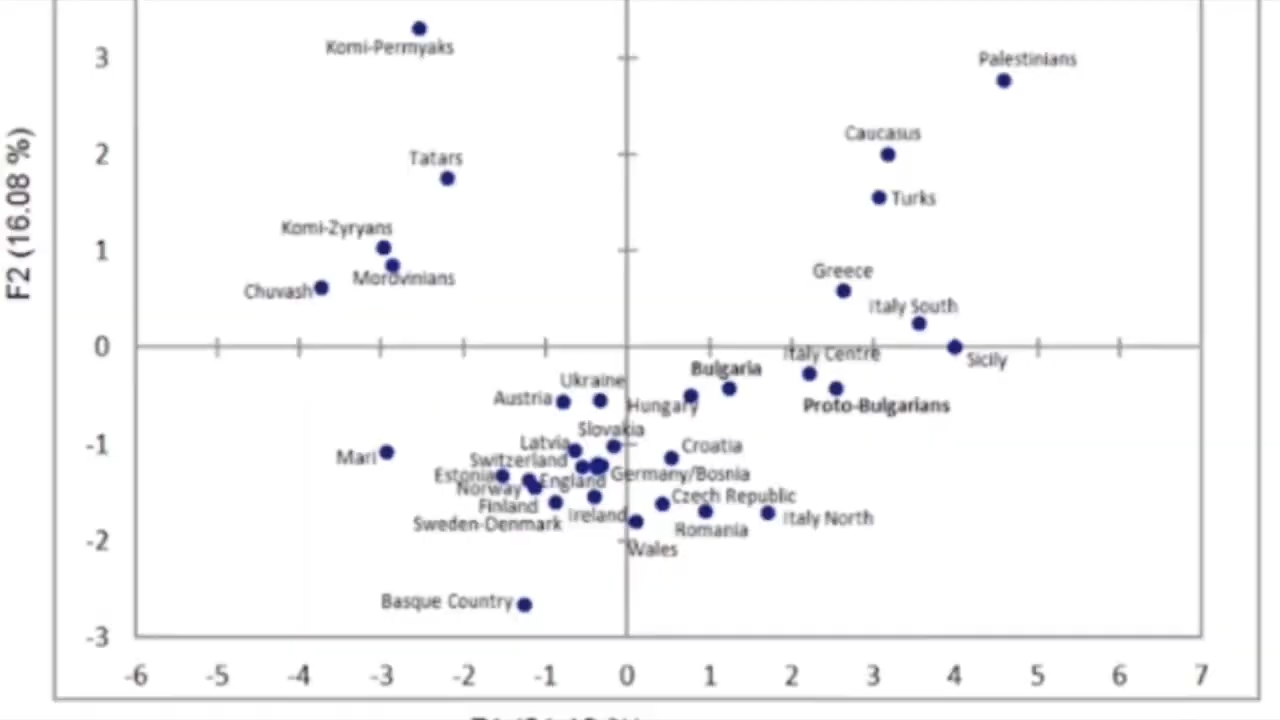 Komi-Permyaks
3
Palestinians
F2 (16.08 %)
Caucasus
2
Tatars
Turks
Komi-Zyryans
1
Greece
Morovinians
Chuvash
Italy South
0
Italy Centre
Sicily
Bulgaria
Ukraine
Austria
Hungary
Proto-Bulgarians
Slovakia
-1
Latvia
Croatia
Mari
Switzerland
Estonia
England
Germany/Bosnia
Norway
Czech Republic
Finland
Ireland
Italy North
Sweden-Denmark
Romania
-2
Wales
Basque Country
-3
-6 -5 -4 -3 -2 -1 0 1 2 3 4 5 6 7